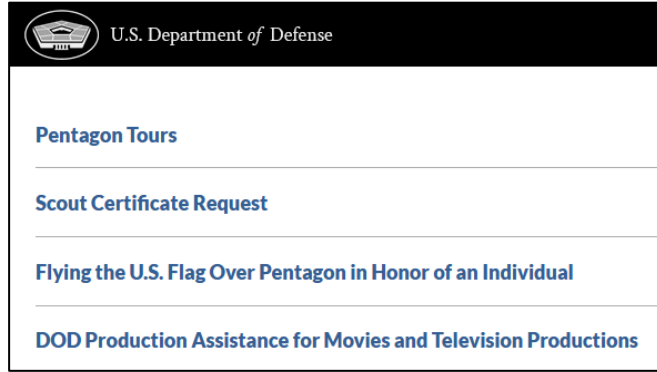 U.S. Department of Defense
Pentagon Tours
Scout Certificate Request
Flying the U.S. Flag Over Pentagon in Honor of an Individual
DOD Production Assistance for Movies and Television Productions